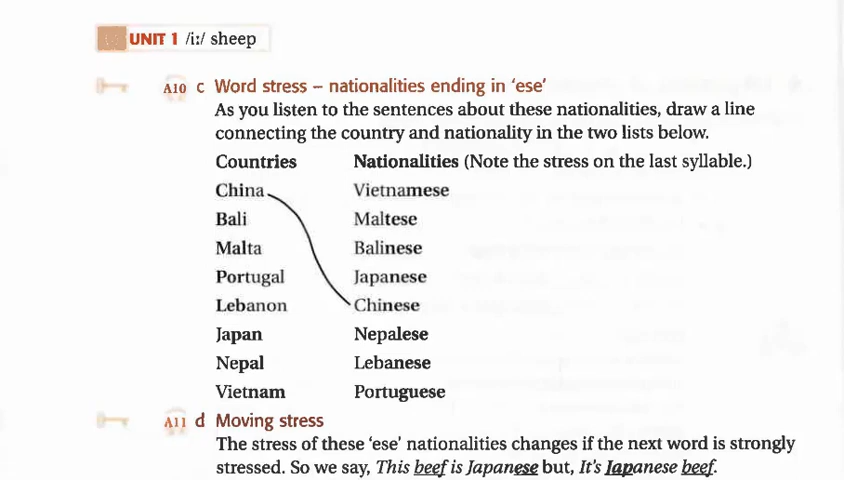 UNIT 1 /iː/ sheep
A10 c Word stress – nationalities ending in 'ese'
As you listen to the sentences about these nationalities, draw a line
connecting the country and nationality in the two lists below.
Countries Nationalities (Note the stress on the last syllable.)
China Vietnamese
Bali Maltese
Malta Balinese
Portugal Japanese
Lebanon Chinese
Japan Nepalese
Nepal Lebanese
Vietnam Portuguese
A11 d Moving stress
The stress of these 'ese' nationalities changes if the next word is strongly
stressed. So we say, This beef is Japanese but, It's Japanese beef.